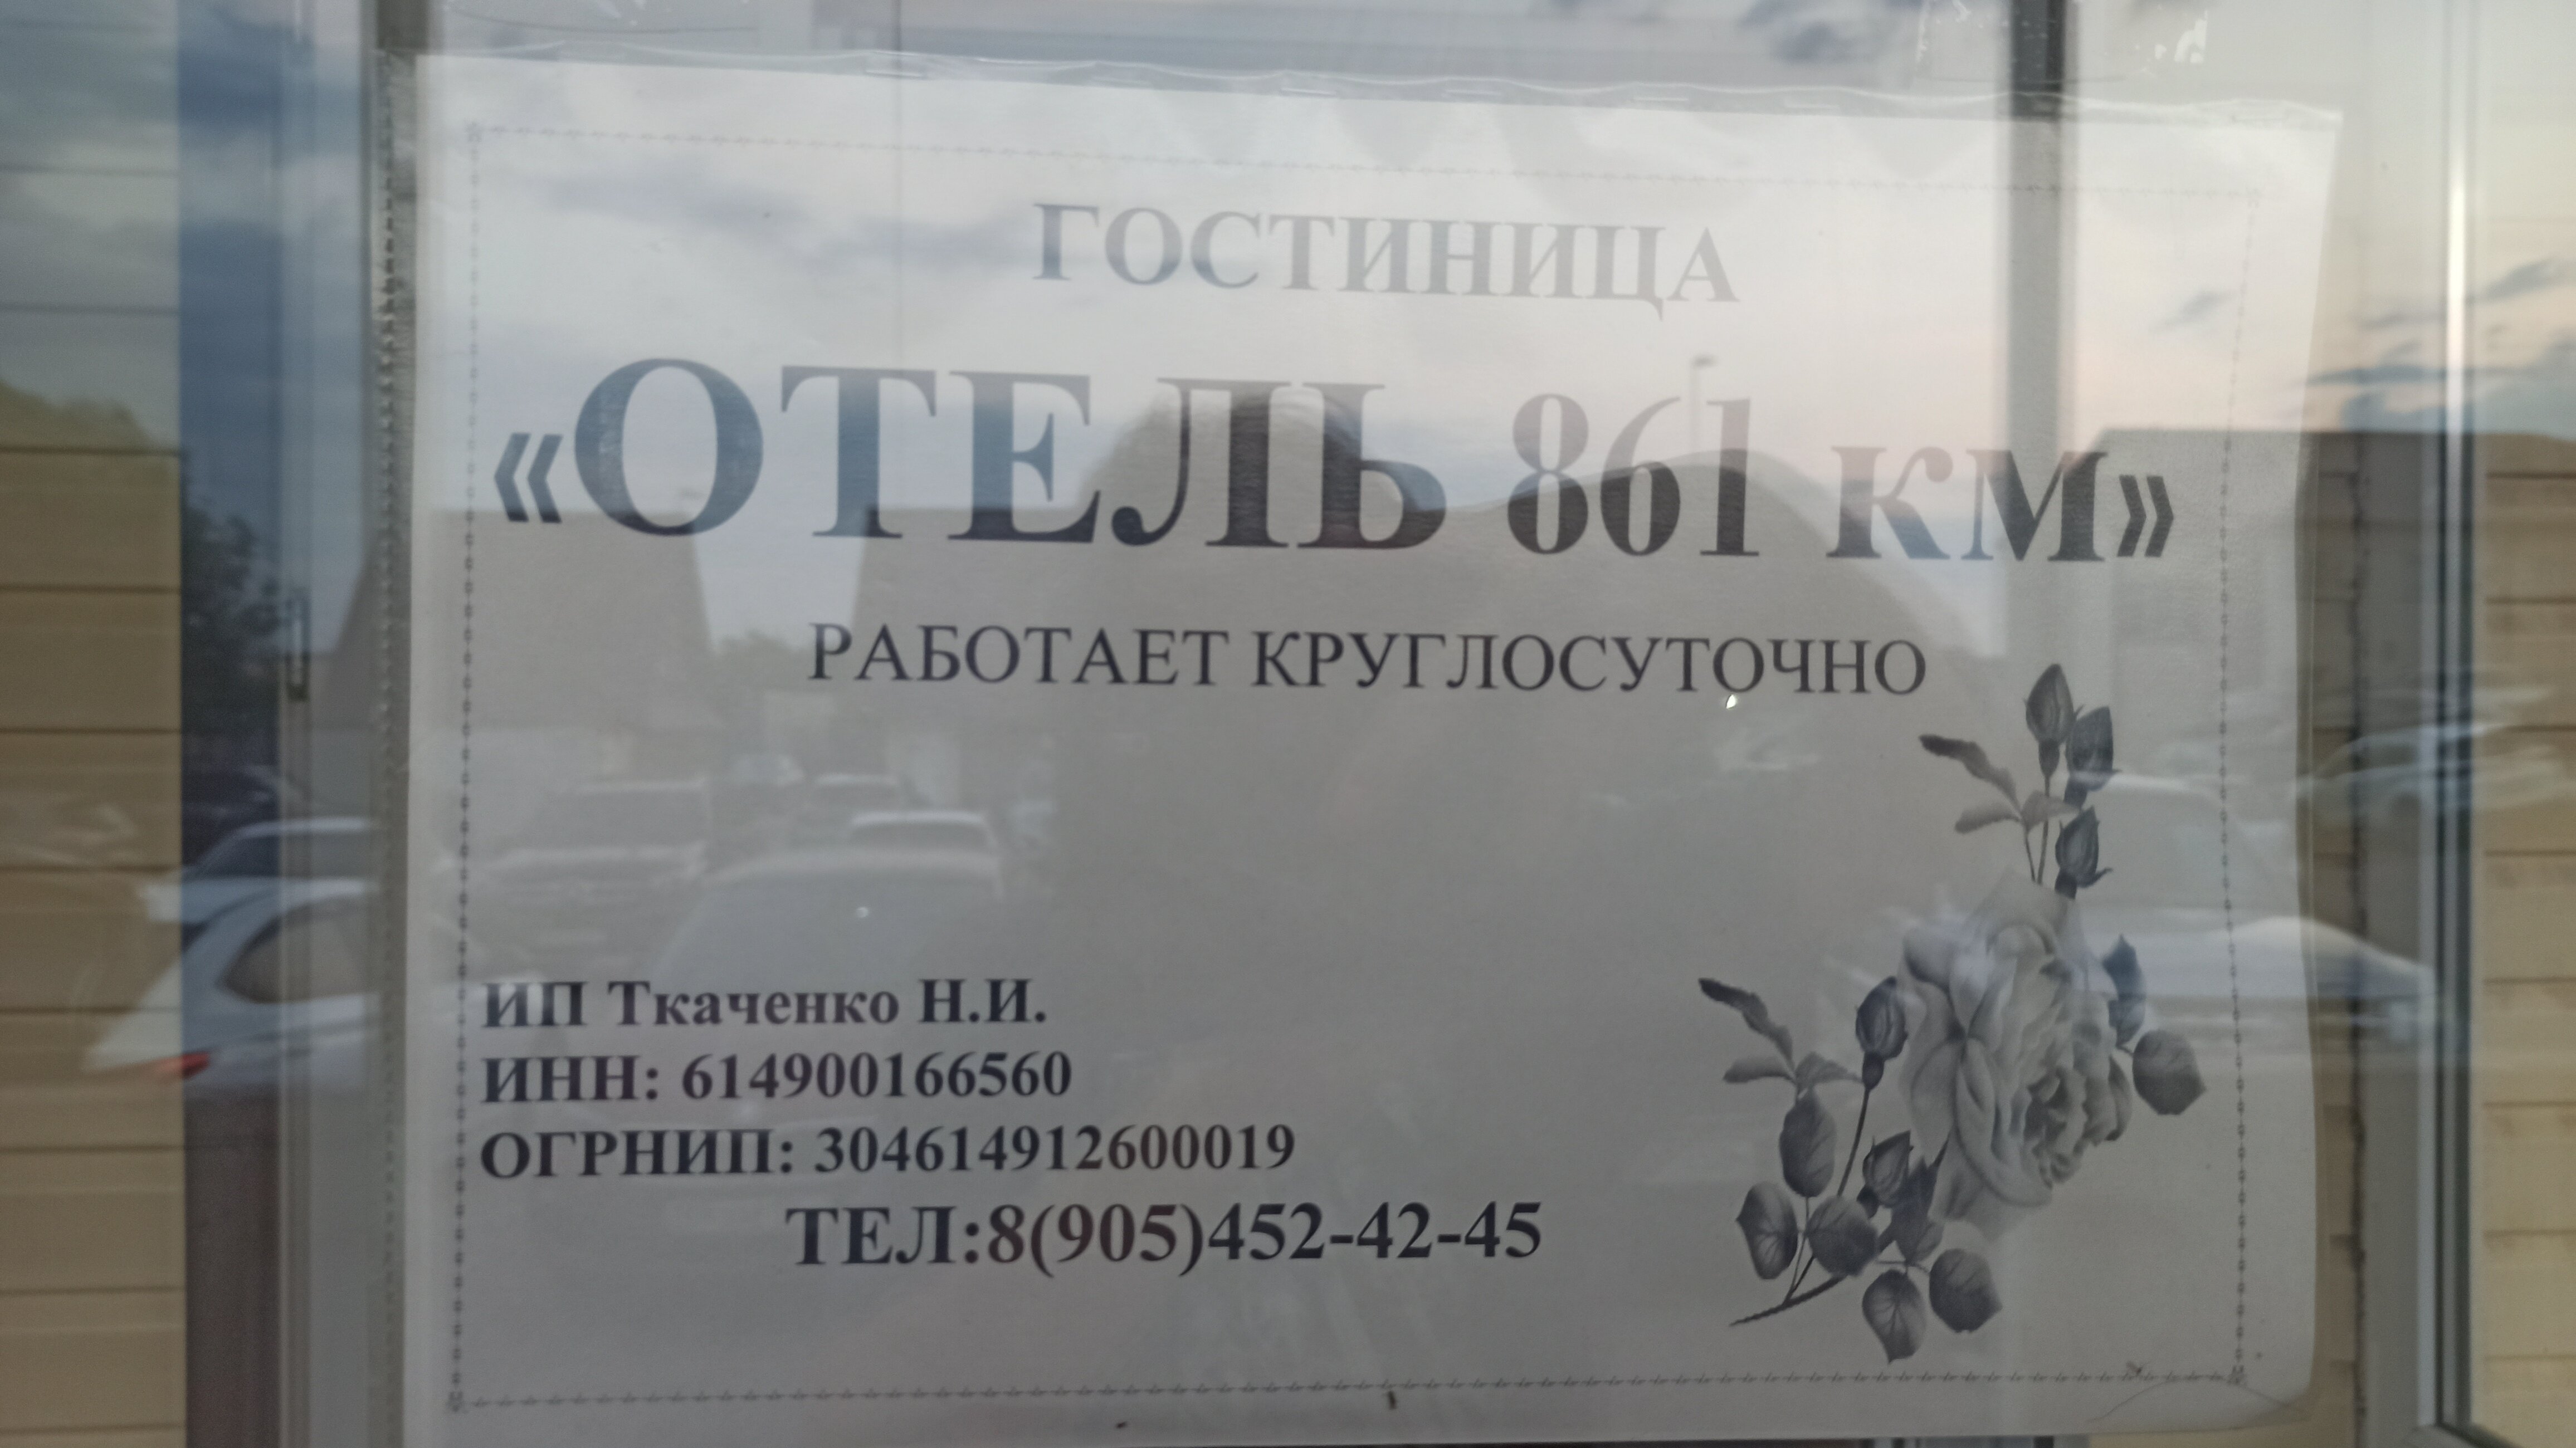 ГОСТИНИЦА
«ОТЕЛЬ 861 км»
РАБОТАЕТ КРУГЛОСУТОЧНО
ИП Ткаченко Н.И.
ИНН: 614900166560
ОГРНИП: 304614912600019
ТЕЛ:8(905)452-42-45